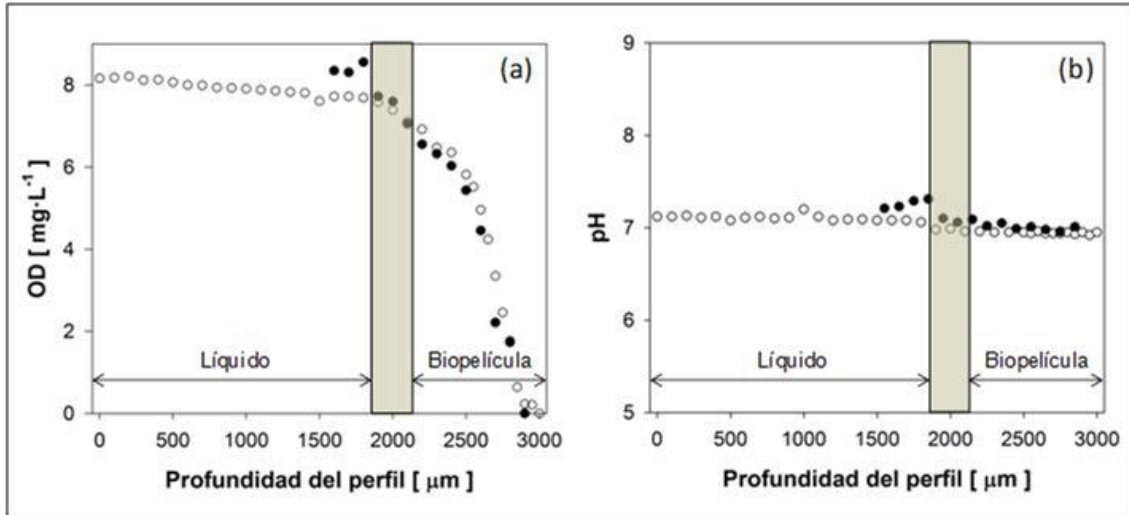 (a)
8
6
4
2
0
OD [ mg·L⁻¹ ]
Líquido
Biopelícula
0 500 1000 1500 2000 2500 3000
Profundidad del perfil [ μm ]
(b)
9
8
7
6
5
pH
Líquido
Biopelícula
0 500 1000 1500 2000 2500 3000
Profundidad del perfil [ μm ]